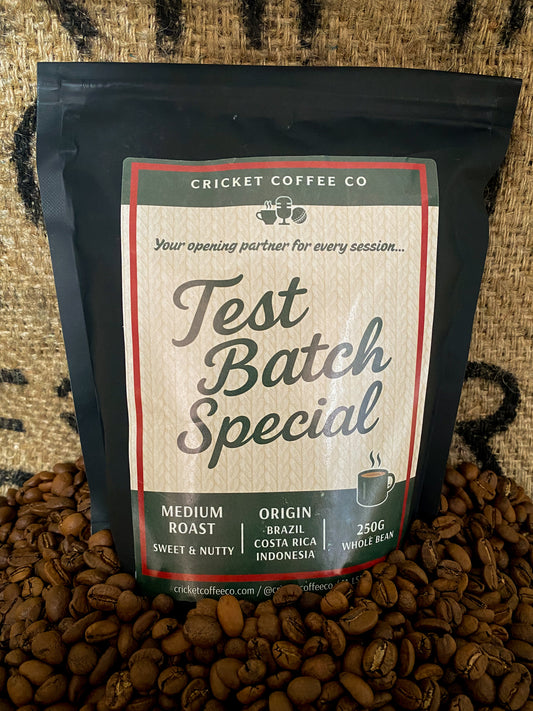 CRICKET COFFEE CO
Your opening partner for every session...
Test
Batch
Special
MEDIUM
ROAST
SWEET & NUTTY
ORIGIN
BRAZIL
COSTA RICA
INDONESIA
250G
WHOLE BEAN
cricketcoffeeco.com